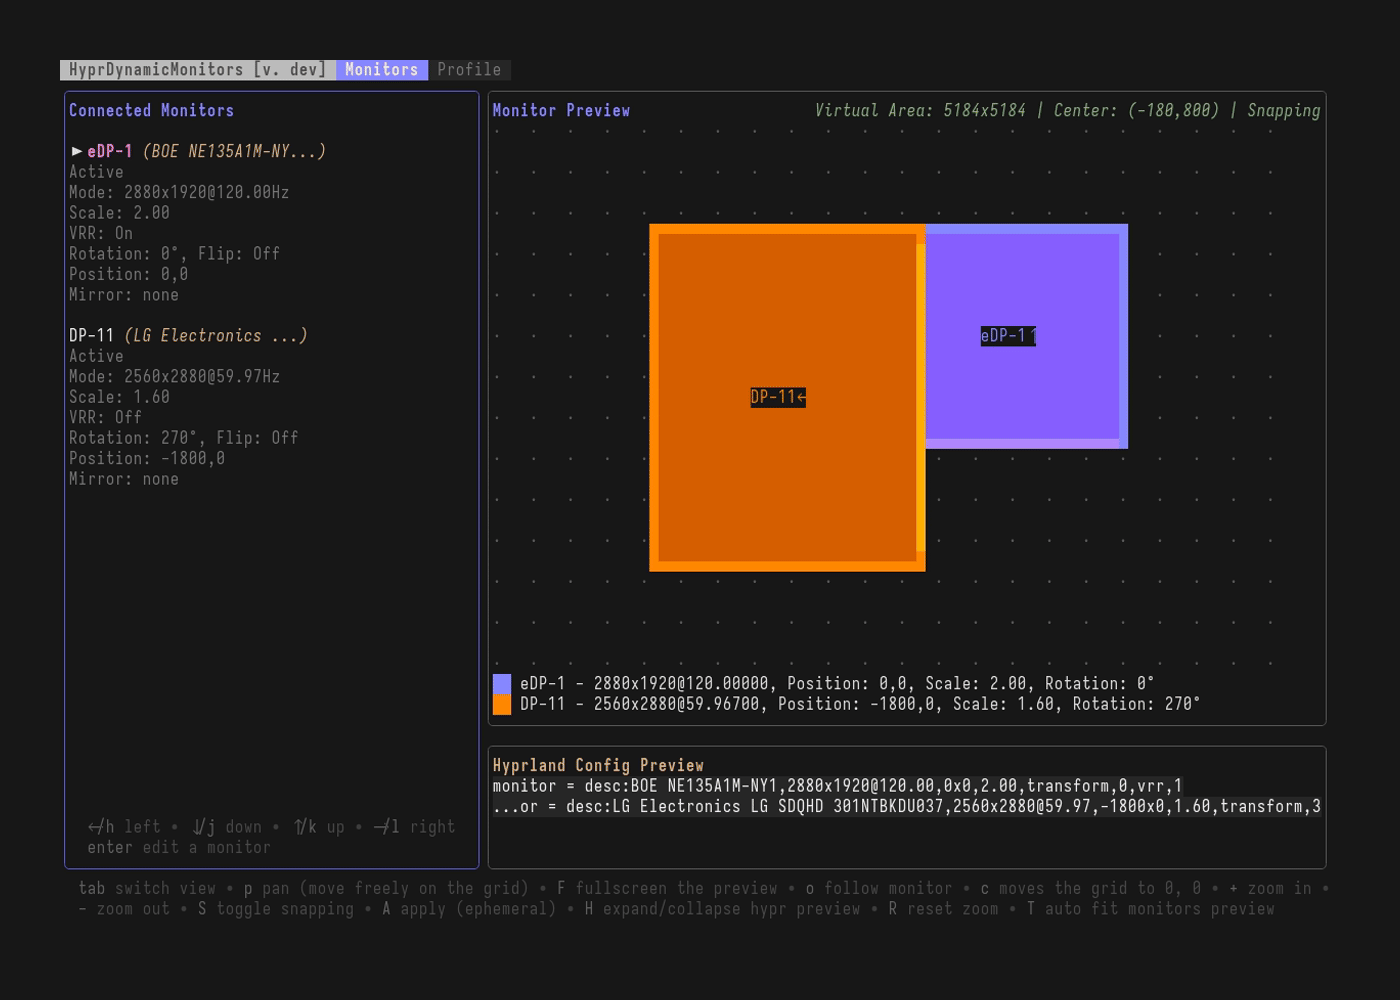 HyprDynamicMonitors [v. dev] Monitors Profile
Connected Monitors
►eDP-1 (BOE NE135A1M-NY...)
Active
Mode: 2880x1920@120.00Hz
Scale: 2.00
VRR: On
Rotation: 0°, Flip: Off
Position: 0,0
Mirror: none
DP-11 (LG Electronics ...)
Active
Mode: 2560x2880@59.97Hz
Scale: 1.60
VRR: Off
Rotation: 270°, Flip: Off
Position: -1800,0
Mirror: none
←/h left • ↓/j down • ↑/k up • →/l right
enter edit a monitor
Monitor Preview Virtual Area: 5184x5184 | Center: (-180,800) | Snapping
eDP-1↑
DP-11←
eDP-1 - 2880x1920@120.00000, Position: 0,0, Scale: 2.00, Rotation: 0°
DP-11 - 2560x2880@59.96700, Position: -1800,0, Scale: 1.60, Rotation: 270°
Hyprland Config Preview
monitor = desc:BOE NE135A1M-NY1,2880x1920@120.00,0x0,2.00,transform,0,vrr,1
...or = desc:LG Electronics LG SDQHD 301NTBKDU037,2560x2880@59.97,-1800x0,1.60,transform,3
tab switch view • p pan (move freely on the grid) • F fullscreen the preview • o follow monitor • c moves the grid to 0, 0 • + zoom in •
- zoom out • S toggle snapping • A apply (ephemeral) • H expand/collapse hypr preview • R reset zoom • T auto fit monitors preview